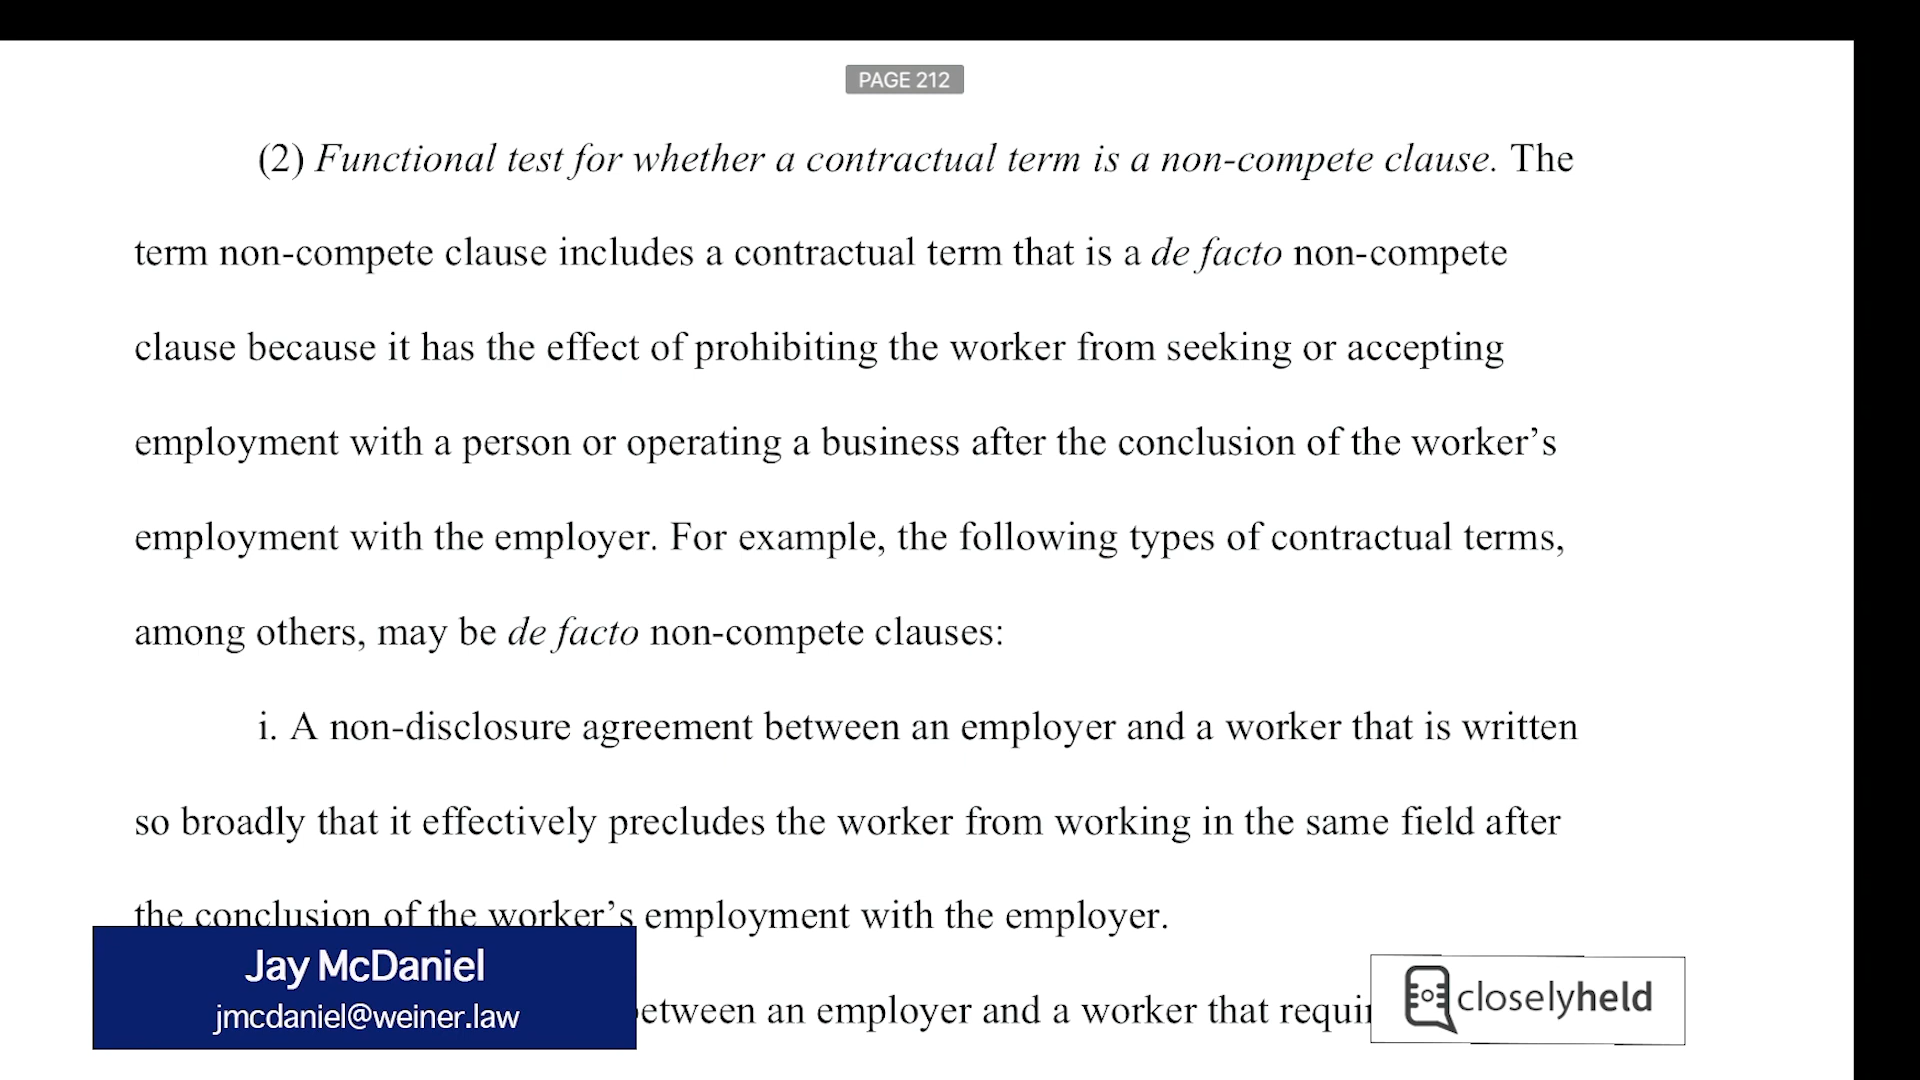 PAGE 212
(2) Functional test for whether a contractual term is a non-compete clause. The
term non-compete clause includes a contractual term that is a de facto non-compete
clause because it has the effect of prohibiting the worker from seeking or accepting
employment with a person or operating a business after the conclusion of the worker’s
employment with the employer. For example, the following types of contractual terms,
among others, may be de facto non-compete clauses:
i. A non-disclosure agreement between an employer and a worker that is written
so broadly that it effectively precludes the worker from working in the same field after
the conclusion of the worker’s employment with the employer.
an employer and a worker that
Jay McDaniel
jmcdaniel@weiner.law
closelyheld